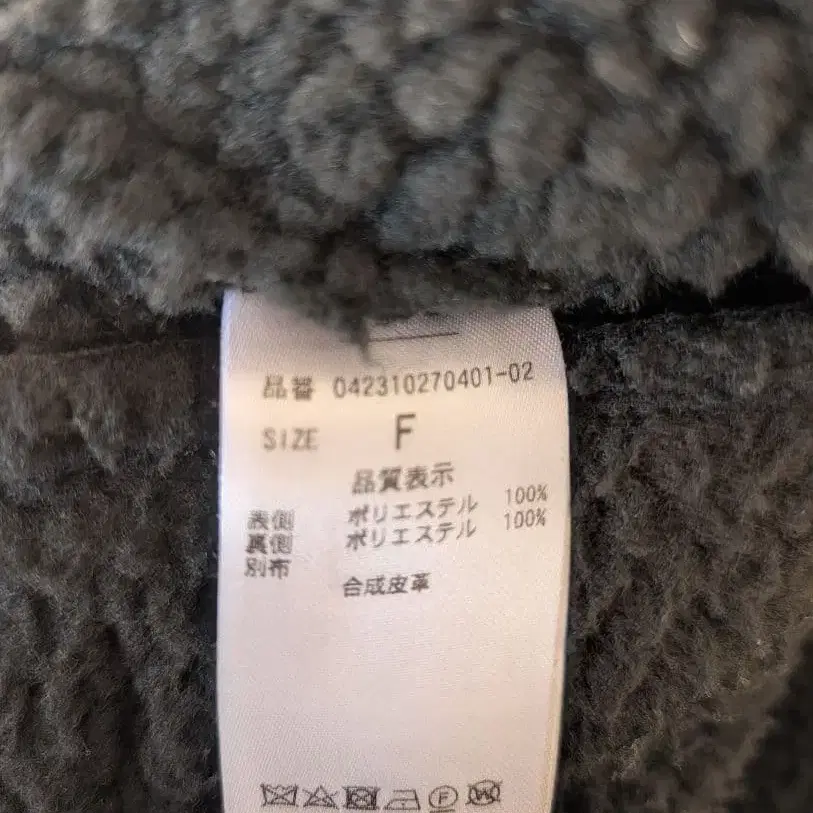 品番 042310270401-02
SIZE F
品質表示
表側 ポリエステル 100%
裏側 ポリエステル 100%
別布
合成皮革
F
W